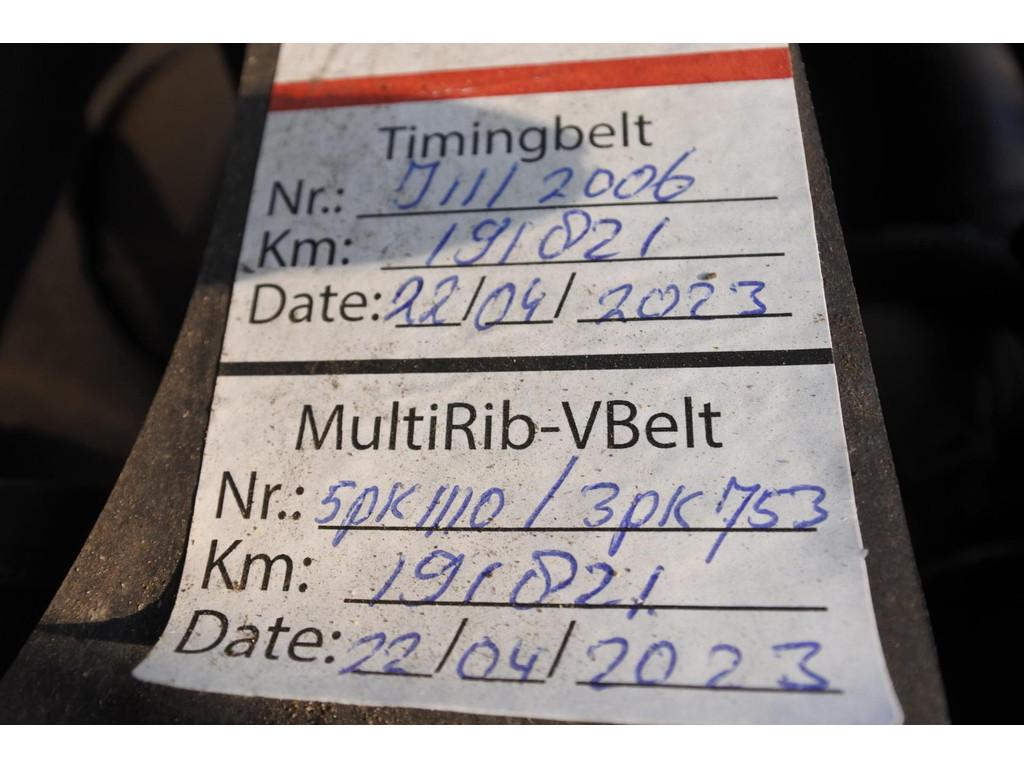 Timingbelt
Nr.: J1112006
Km: 191821
Date: 22/04/2023
MultiRib-VBelt
Nr.: 5PK1110 / 3PK753
Km: 191821
Date: 22/04/2023